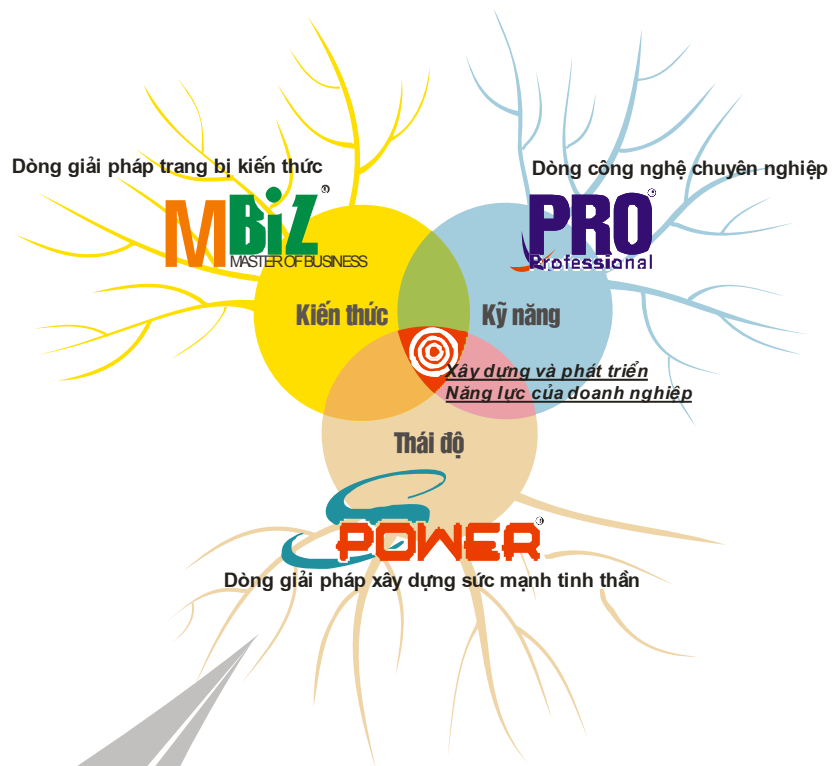 Dòng giải pháp trang bị kiến thức
Dòng công nghệ chuyên nghiệp
MBiZ®
MASTER OF BUSINESS
PRO®
Professional
Kiến thức
Kỹ năng
Xây dựng và phát triển
Năng lực của doanh nghiệp
Thái độ
POWER®
Dòng giải pháp xây dựng sức mạnh tinh thần